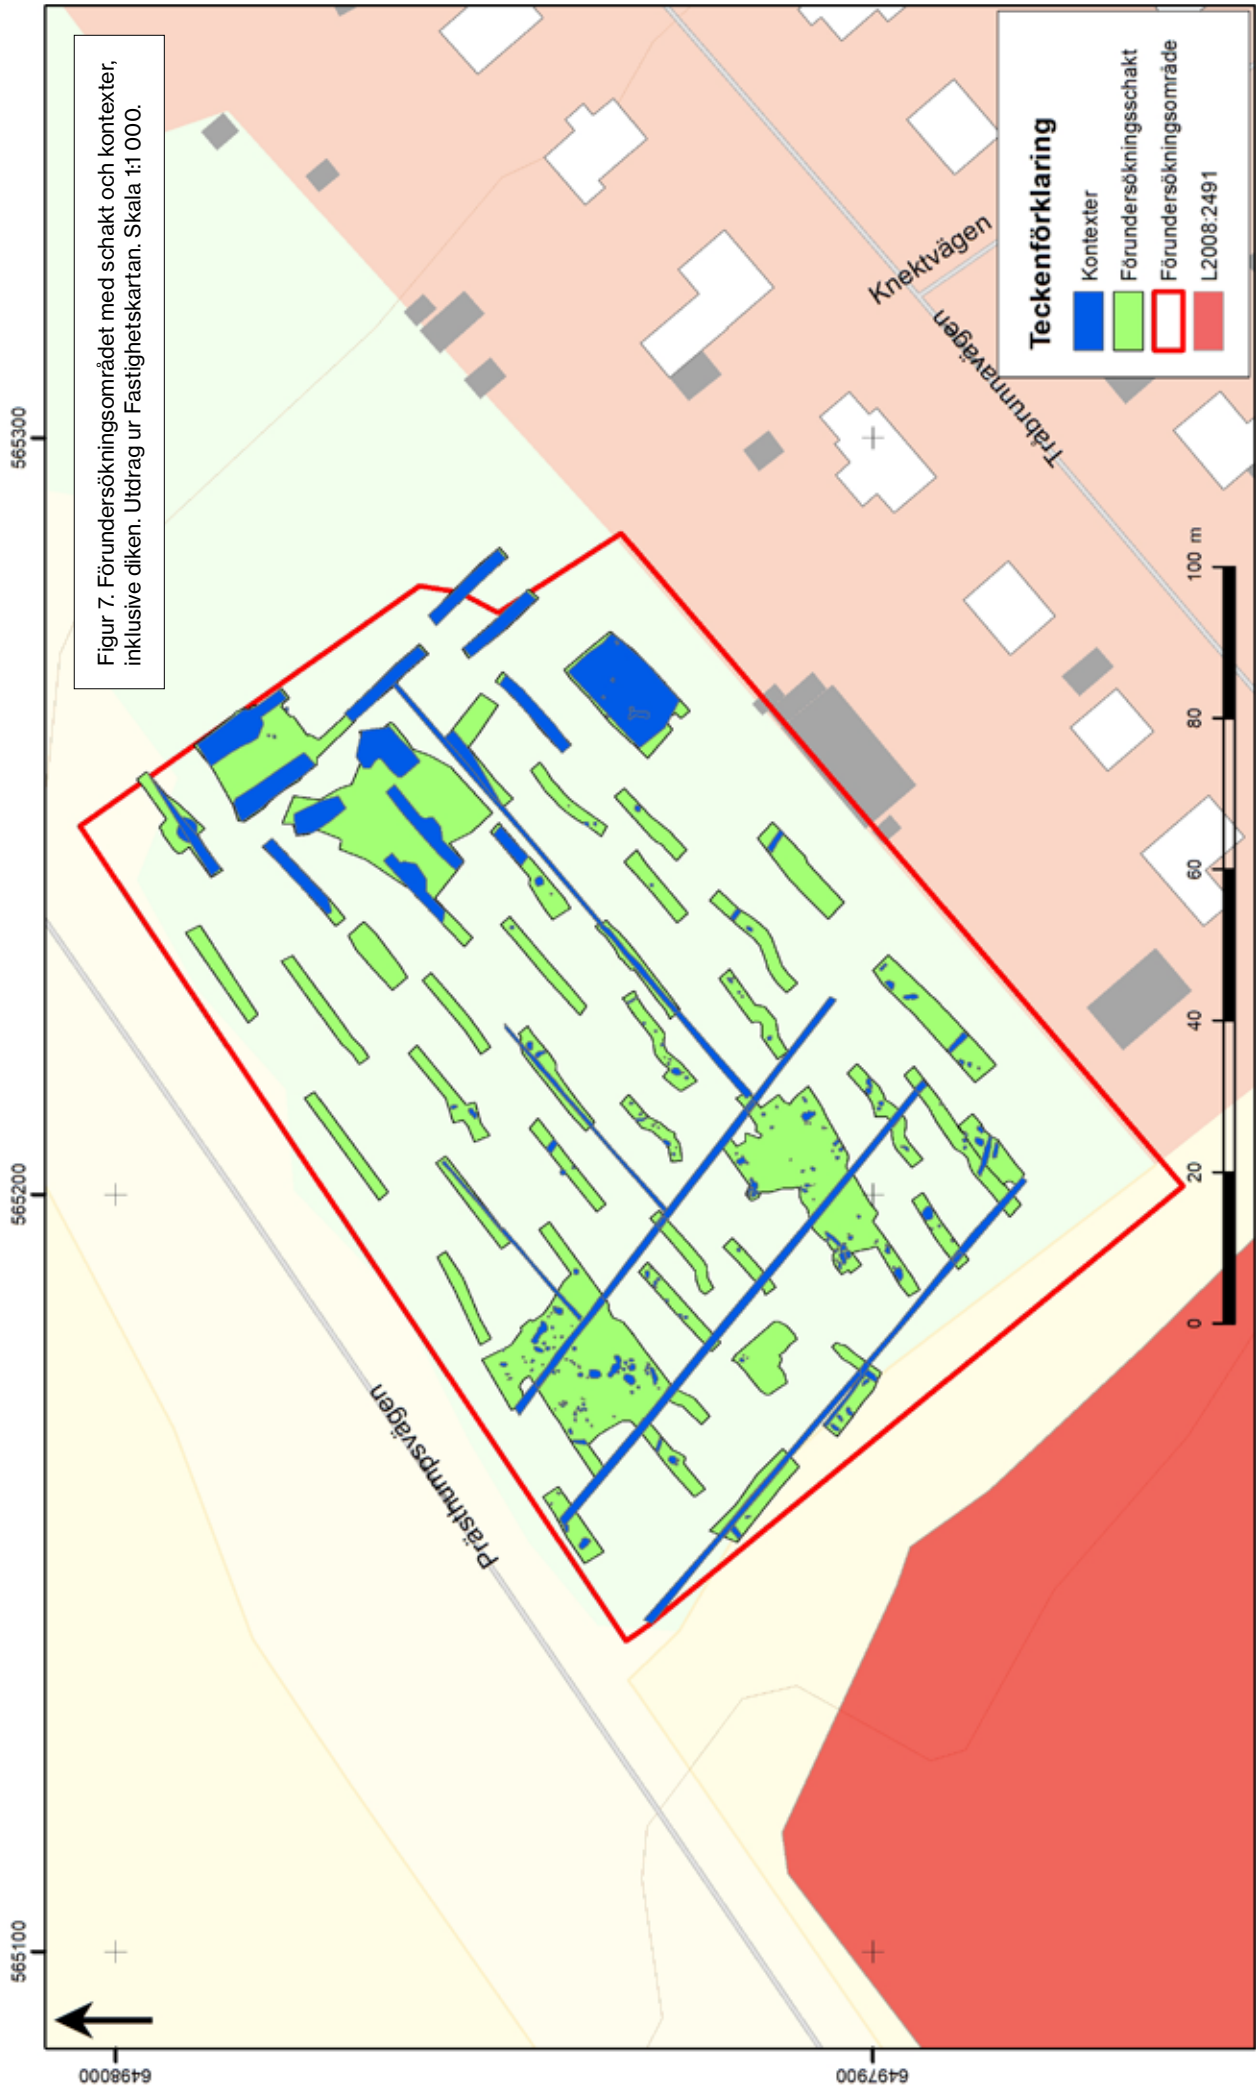 Figur 7. Förundersökningsområdet med schakt och kontexter,
inklusive diken. Utdrag ur Fastighetskartan. Skala 1:1 000.
565100
565200
565300
6498000
6497900
Prästhumpsvägen
Knektvägen
Träbrunnavägen
Teckenförklaring
Kontexter
Förundersökningsschakt
Förundersökningsområde
L2008:2491
0
20
40
60
80
100 m